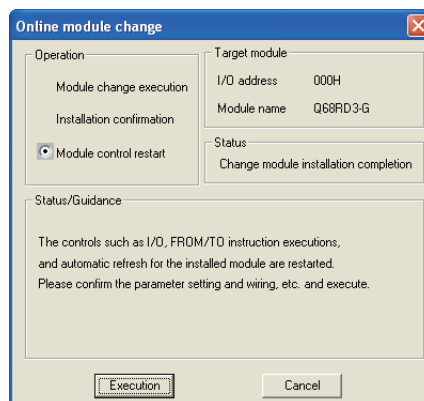 Online module change
Operation
Module change execution
Installation confirmation
Module control restart
Target module
I/O address 000H
Module name Q68RD3-G
Status
Change module installation completion
Status/Guidance
The controls such as I/O, FROM/TO instruction executions,
and automatic refresh for the installed module are restarted.
Please confirm the parameter setting and wiring, etc. and execute.
Execution Cancel